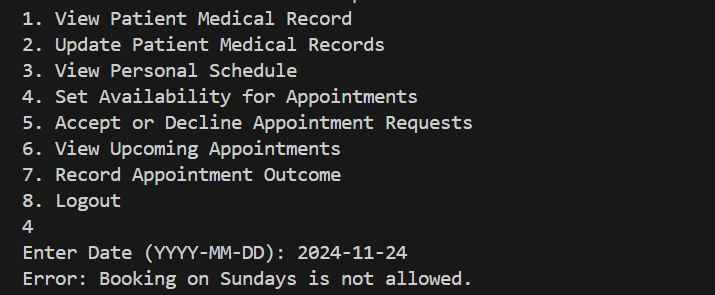 1. View Patient Medical Record
2. Update Patient Medical Records
3. View Personal Schedule
4. Set Availability for Appointments
5. Accept or Decline Appointment Requests
6. View Upcoming Appointments
7. Record Appointment Outcome
8. Logout
4
Enter Date (YYYY-MM-DD): 2024-11-24
Error: Booking on Sundays is not allowed.